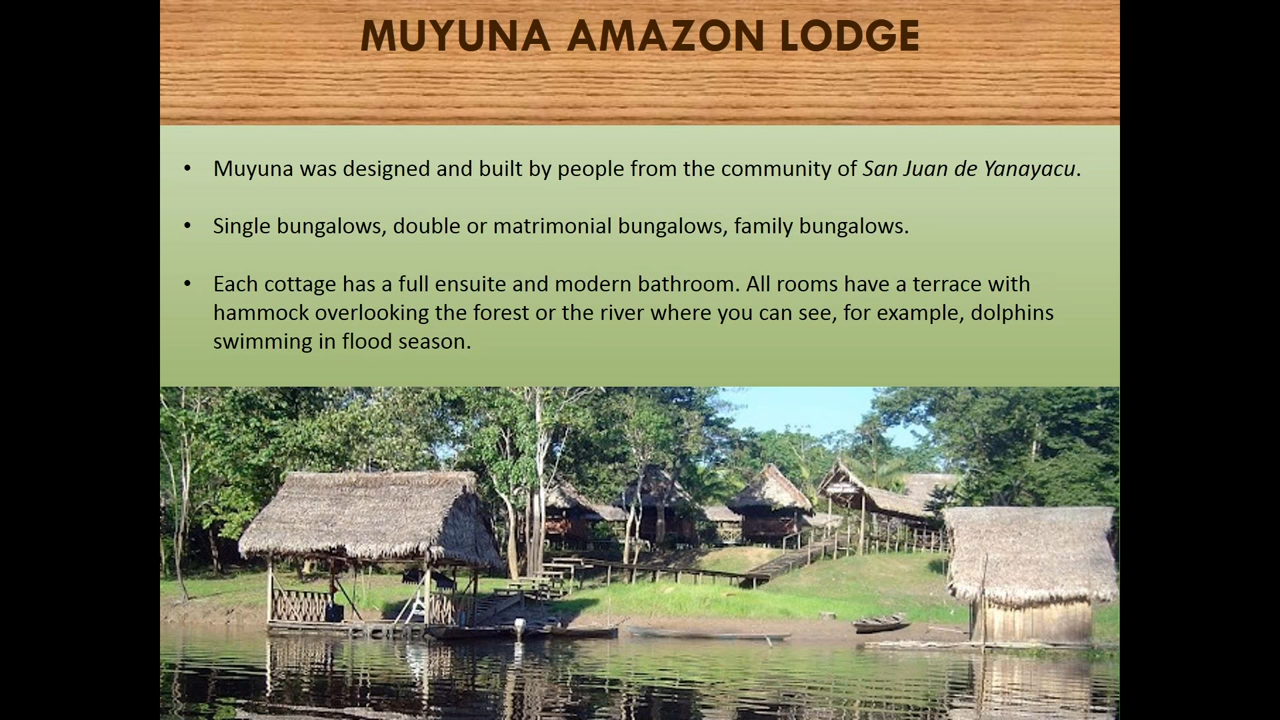 MUYUNA AMAZON LODGE
• Muyuna was designed and built by people from the community of San Juan de Yanayacu.
• Single bungalows, double or matrimonial bungalows, family bungalows.
• Each cottage has a full ensuite and modern bathroom. All rooms have a terrace with
hammock overlooking the forest or the river where you can see, for example, dolphins
swimming in flood season.